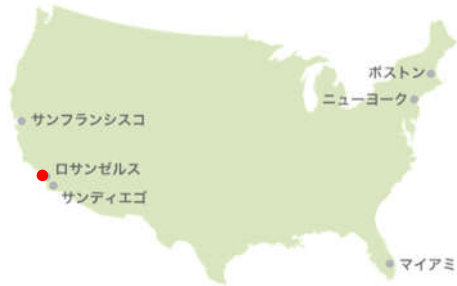 ボストン
ニューヨーク
サンフランシスコ
ロサンゼルス
サンディエゴ
マイアミ